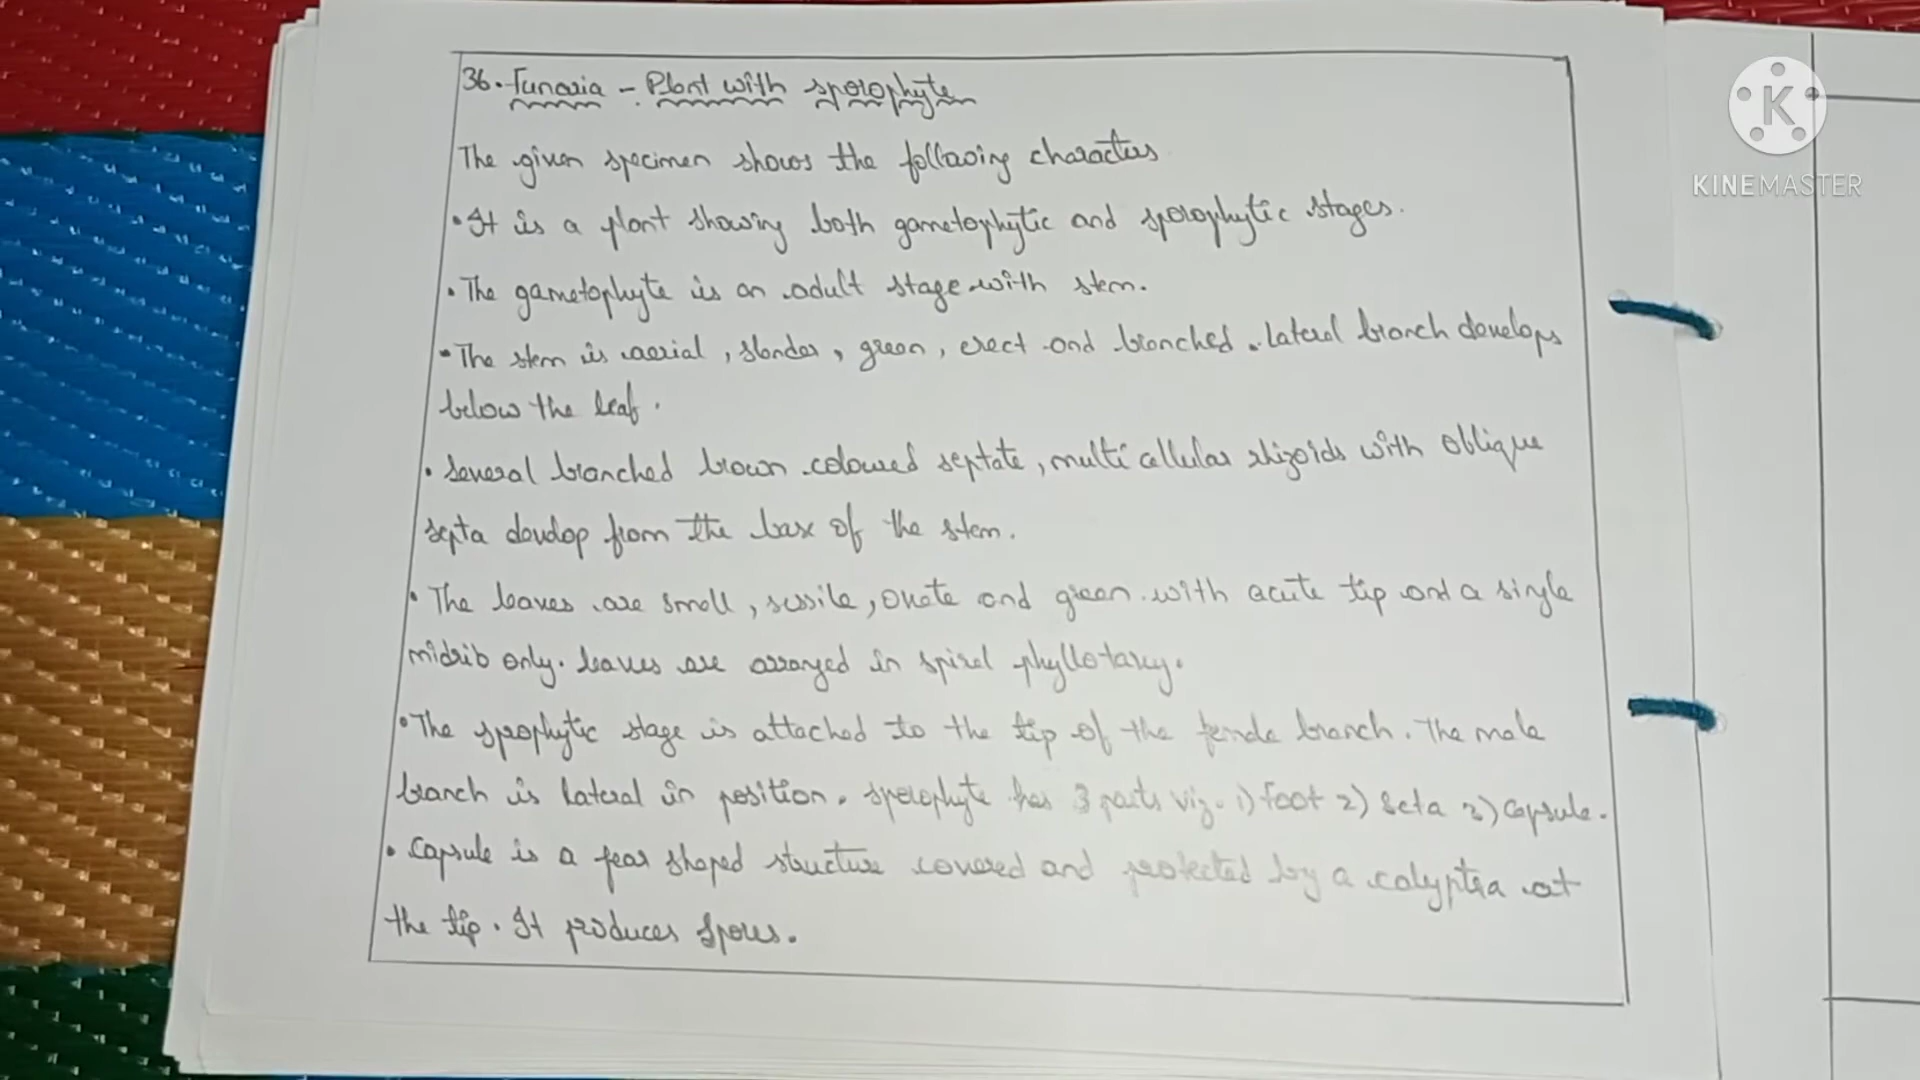 36. Funaria - Plant with sporophyte
The given specimen shows the following characters
• It is a plant showing both gametophytic and sporophytic stages.
• The gametophyte is an adult stage with stem.
• The stem is aerial, slender, green, erect and branched. Lateral branch develops
below the leaf.
• Several branched brown coloured septate, multi cellular rhizoids with oblique
septa develop from the base of the stem.
• The leaves are small, sessile, ovate and green with acute tip and a single
midrib only. Leaves are arranged in spiral phyllotaxy.
• The sprophytic stage is attached to the tip of the female branch. The male
branch is lateral in position. Sporophyte has 3 parts viz. 1) Foot 2) Seta 3) Capsule.
• Capsule is a pear shaped structure covered and protected by a calyptra at
the tip. It produces spores.
K
KINEMASTER